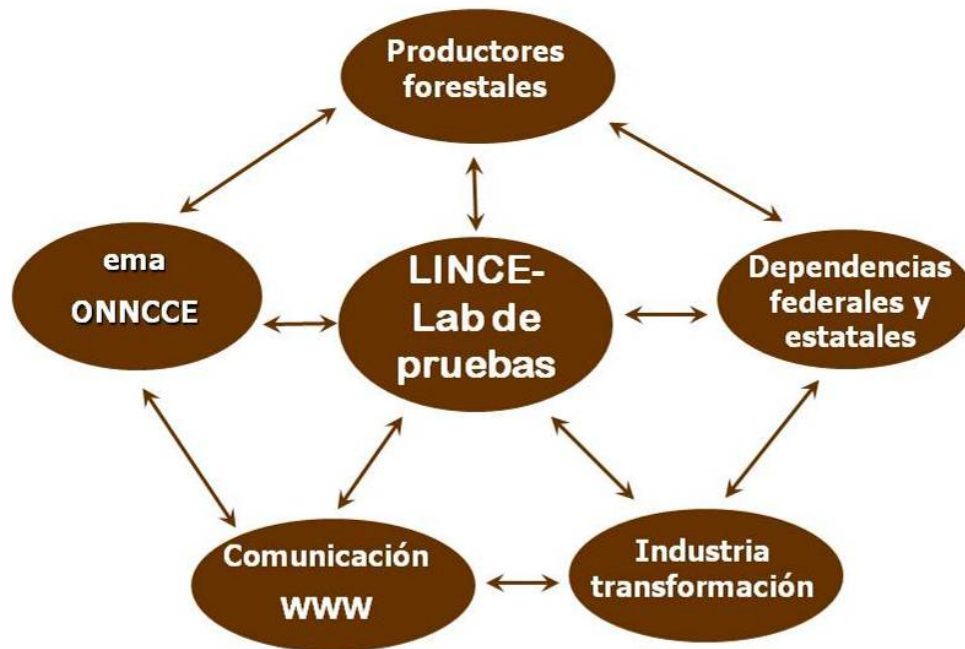 Productores
forestales
ema
ONNCCE
LINCE-
Lab de
pruebas
Dependencias
federales y
estatales
Comunicación
WWW
Industria
transformación